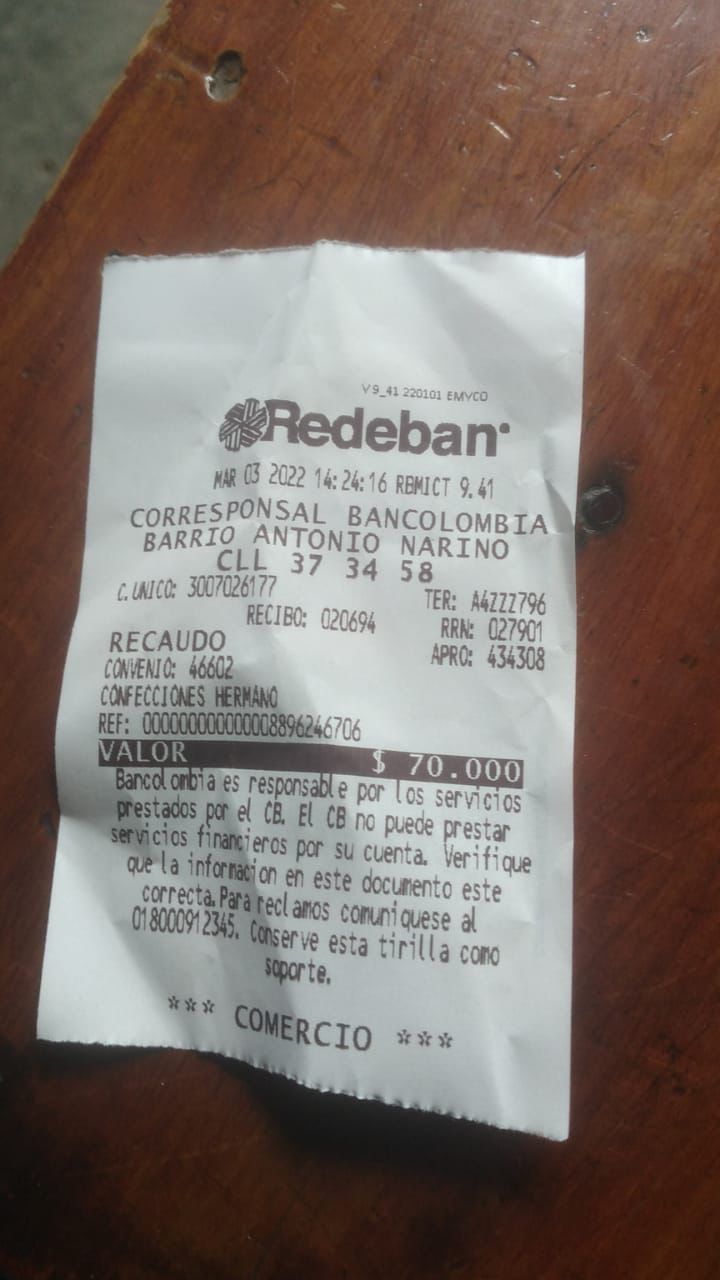 V9_41 220101 EMVCO
Redeban
MAR 03 2022 14:24:16 RBMICT 9.41
CORRESPONSAL BANCOLOMBIA
BARRIO ANTONIO NARINO
CLL 37 34 58
C. UNICO: 3007026177 TER: A4ZZZ796
RECIBO: 020694 RRN: 027901
RECAUDO APRO: 434308
CONVENIO: 46602
CONFECCIONES HERMANO
REF: 00000000000008896246706
VALOR $ 70.000
Bancolombia es responsable por los servicios
prestados por el CB. El CB no puede prestar
servicios financieros por su cuenta. Verifique
que la informacion en este documento este
correcta.Para reclamos comuniquese al
018000912345. Conserve esta tirilla como
soporte.
*** COMERCIO ***